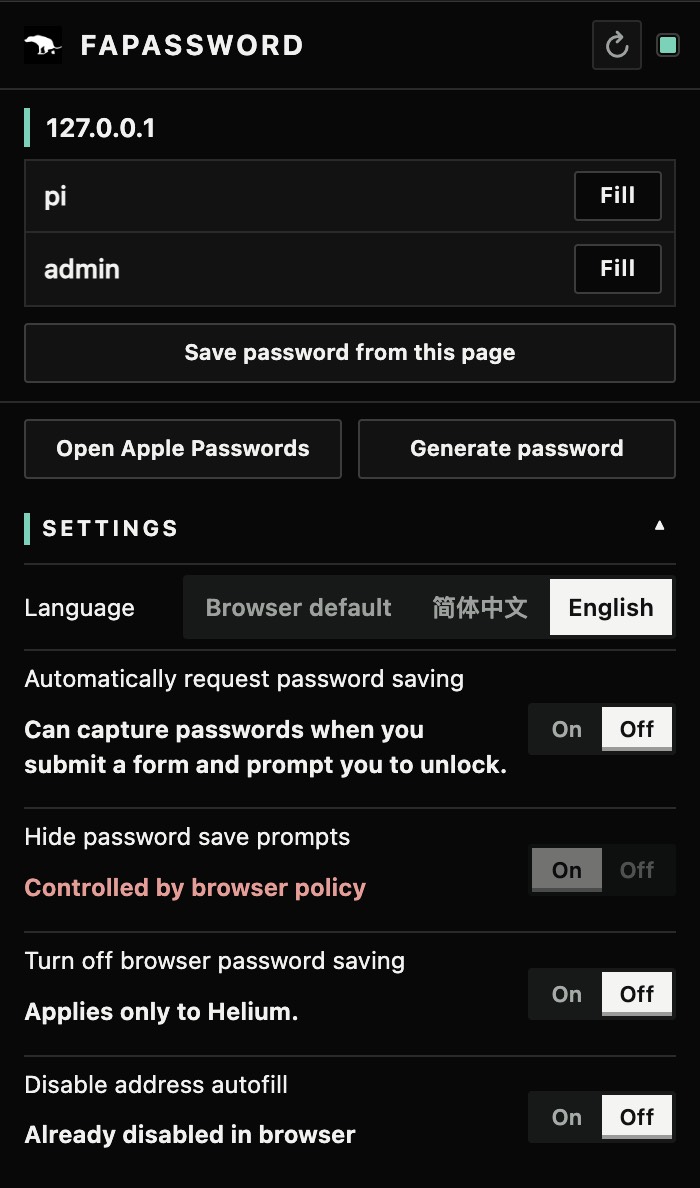 FAPASSWORD
127.0.0.1
pi
Fill
admin
Fill
Save password from this page
Open Apple Passwords
Generate password
SETTINGS
Language
Browser default
简体中文
English
Automatically request password saving
Can capture passwords when you
submit a form and prompt you to unlock.
On
Off
Hide password save prompts
Controlled by browser policy
On
Off
Turn off browser password saving
Applies only to Helium.
On
Off
Disable address autofill
Already disabled in browser
On
Off